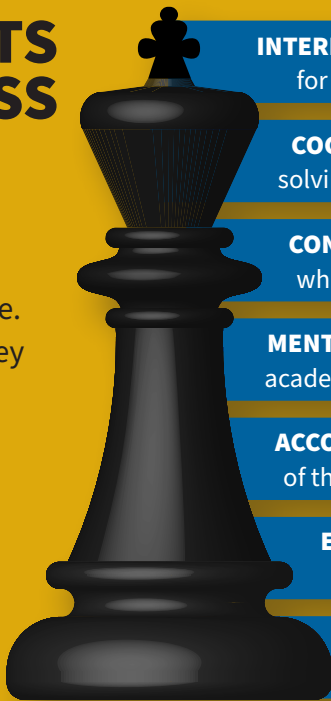 TS
SS
e.
ey
INTER
for
COO
solvi
CON
wh
MENT
acade
ACCO
of th
E